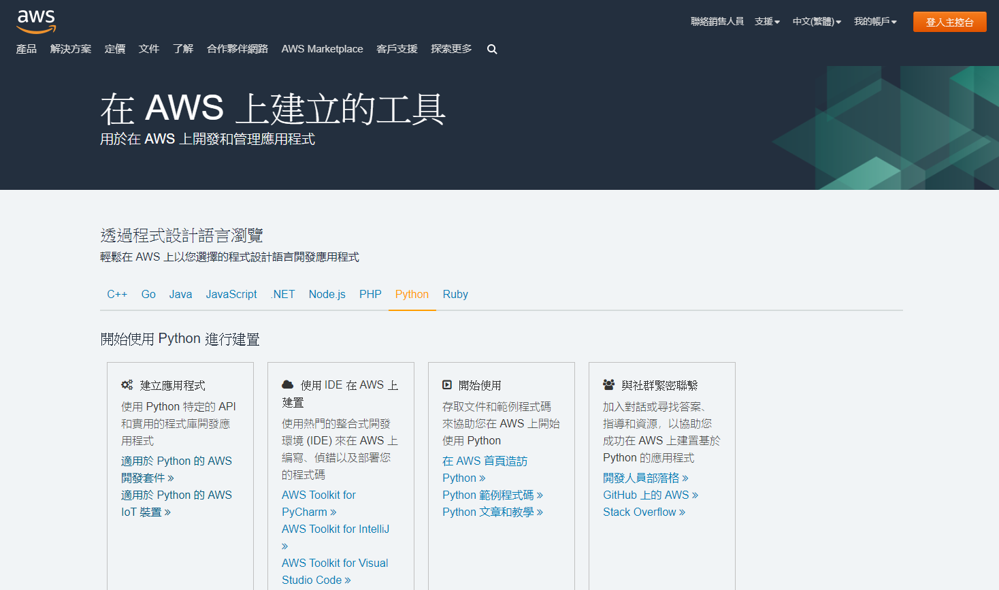 aws
聯絡銷售人員 支援 中文(繁體) 我的帳戶 登入主控台
產品 解決方案 定價 文件 了解 合作夥伴網路 AWS Marketplace 客戶支援 探索更多
在 AWS 上建立的工具
用於在 AWS 上開發和管理應用程式
透過程式設計語言瀏覽
輕鬆在 AWS 上以您選擇的程式設計語言開發應用程式
C++ Go Java JavaScript .NET Node.js PHP Python Ruby
開始使用 Python 進行建置
建立應用程式
使用 Python 特定的 API
和實用的程式庫開發應
用程式
適用於 Python 的 AWS
開發套件 »
適用於 Python 的 AWS
IoT 裝置 »
使用 IDE 在 AWS 上
建置
使用熱門的整合式開發
環境 (IDE) 來在 AWS 上
編寫、偵錯以及部署您
的程式碼
AWS Toolkit for
PyCharm »
AWS Toolkit for IntelliJ
»
AWS Toolkit for Visual
Studio Code »
開始使用
存取文件和範例程式碼
來協助您在 AWS 上開始
使用 Python
在 AWS 首頁造訪
Python »
Python 範例程式碼 »
Python 文章和教學 »
與社群緊密聯繫
加入對話或尋找答案、
指導和資源，以協助您
成功在 AWS 上建置基於
Python 的應用程式
開發人員部落格 »
GitHub 上的 AWS »
Stack Overflow »